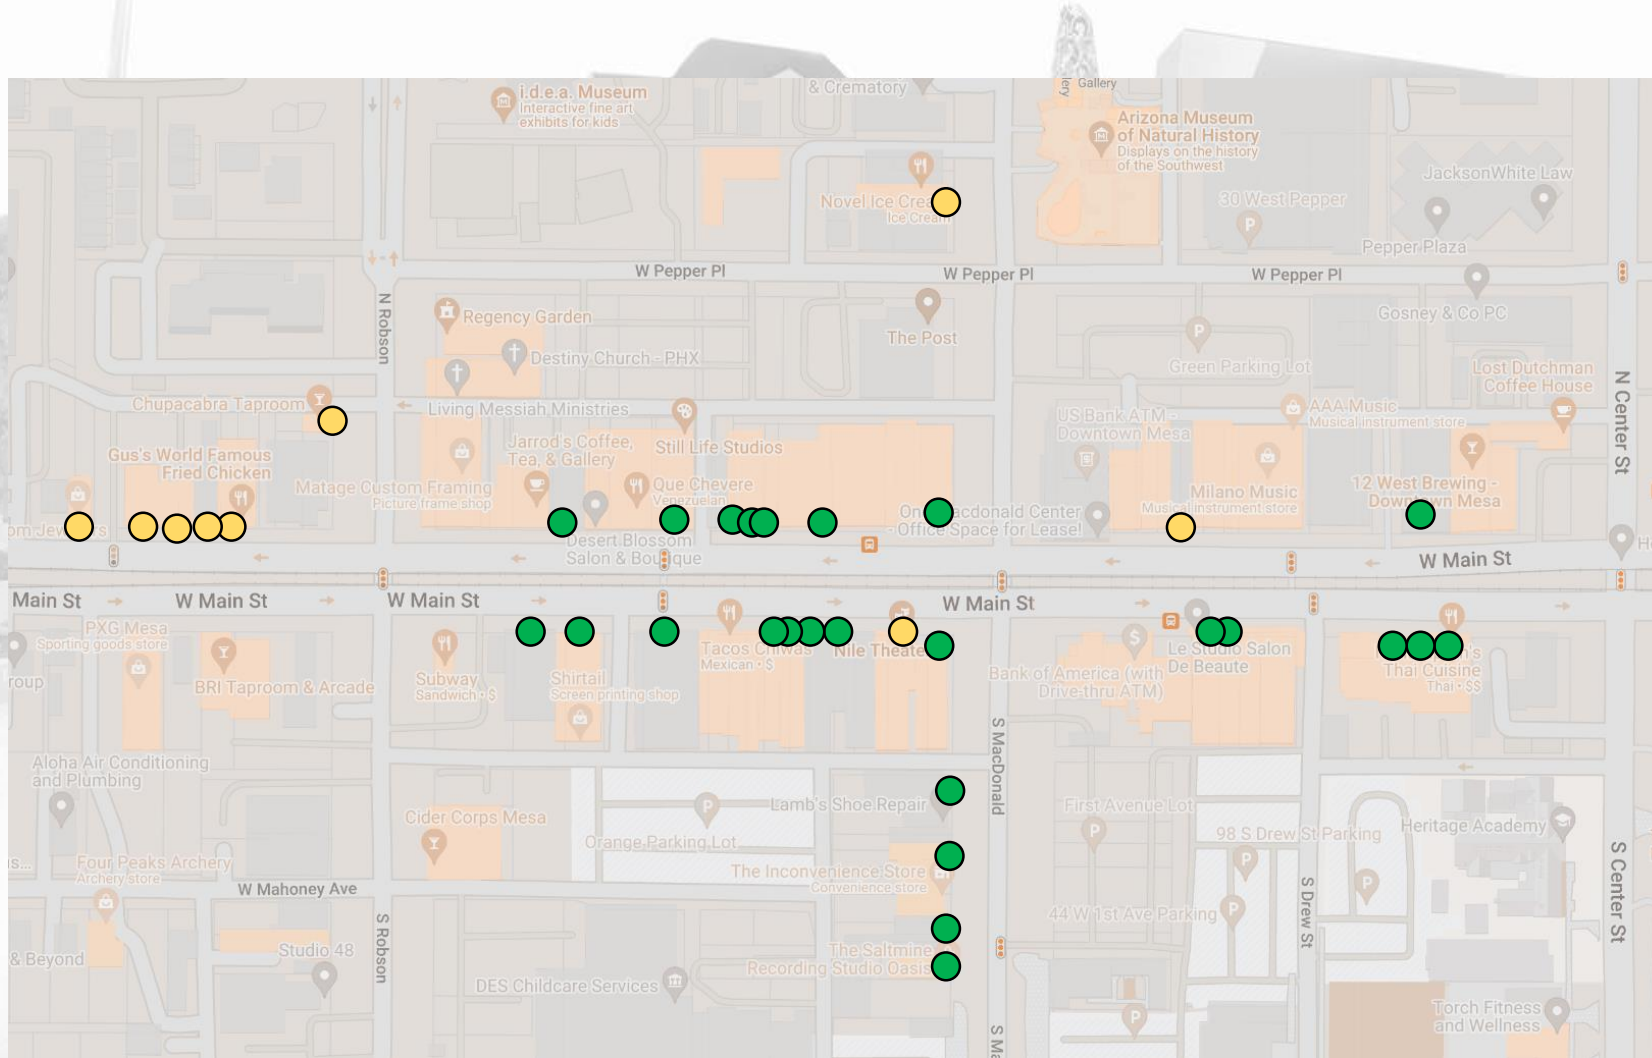 Gallery
i.d.e.a. Museum
Interactive fine art
exhibits for kids
& Crematory
Arizona Museum
of Natural History
Displays on the history
of the Southwest
JacksonWhite Law
Novel Ice Crea
Ice Cream
30 West Pepper
Pepper Plaza
W Pepper Pl
W Pepper Pl
W Pepper Pl
N Robson
Regency Garden
The Post
Gosney & Co PC
Destiny Church - PHX
Green Parking Lot
Lost Dutchman
Coffee House
N Center St
Chupacabra Taproom
Living Messiah Ministries
US Bank ATM -
Downtown Mesa
AAA Music
Musical instrument store
Gus's World Famous
Fried Chicken
Jarrod's Coffee,
Tea, & Gallery
Still Life Studios
Matage Custom Framing
Picture frame shop
Que Chevere
Venezuelan
Milano Music
Musical instrument store
12 West Brewing -
Downtown Mesa
Desert Blossom
Salon & Boutique
Macdonald Center
- Office Space for Lease!
W Main St
Main St
W Main St
W Main St
W Main St
PXG Mesa
Sporting goods store
BRI Taproom & Arcade
Subway
Sandwich • $
Shirtail
Screen printing shop
Tacos Chiwas
Mexican • $
Nile Theater
Bank of America (with
Drive-thru ATM)
Le Studio Salon
De Beaute
Thai Cuisine
Thai • $$
roup
S MacDonald
Aloha Air Conditioning
and Plumbing
Cider Corps Mesa
Orange Parking Lot
Lamb's Shoe Repair
First Avenue Lot
98 S Drew St Parking
Heritage Academy
Four Peaks Archery
Archery store
W Mahoney Ave
The Inconvenience Store
Convenience store
44 W 1st Ave Parking
S Drew St
S Center St
S Robson
& Beyond
Studio 48
DES Childcare Services
The Saltmine
Recording Studio Oasis
Torch Fitness
and Wellness
S Ma